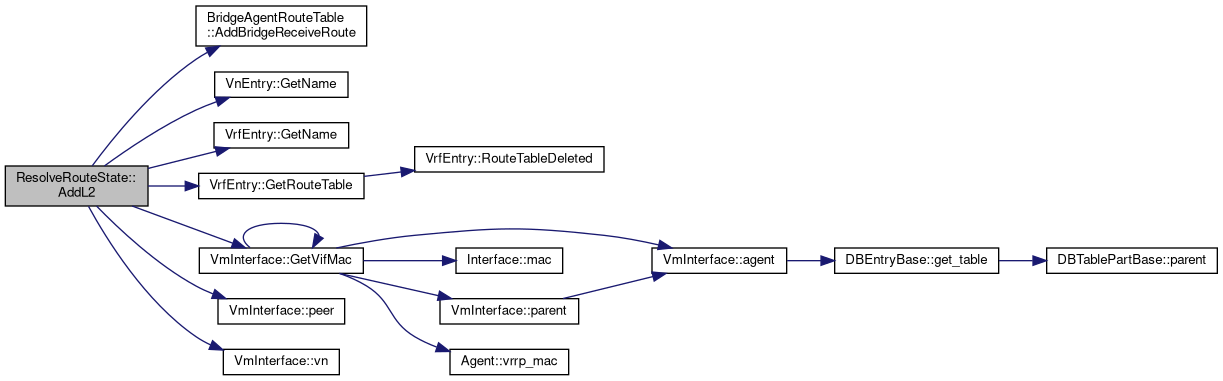 BridgeAgentRouteTable
::AddBridgeReceiveRoute
VnEntry::GetName
VrfEntry::GetName
VrfEntry::RouteTableDeleted
ResolveRouteState::
AddL2
VrfEntry::GetRouteTable
VmInterface::GetVifMac
Interface::mac
VmInterface::agent
DBEntryBase::get_table
DBTablePartBase::parent
VmInterface::peer
VmInterface::parent
VmInterface::vn
Agent::vrrp_mac